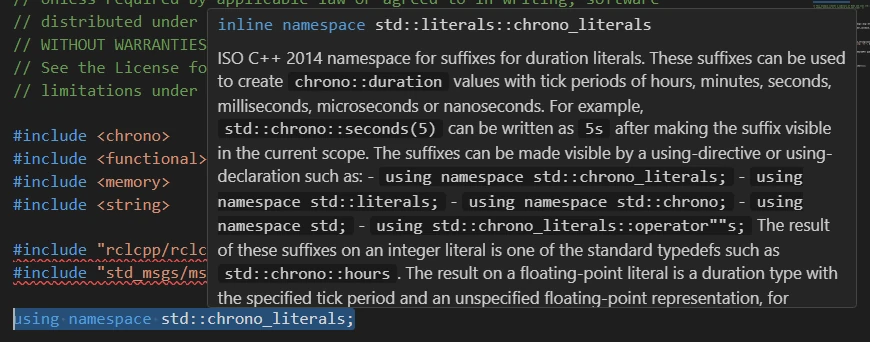 // Unless required by applicable law or agreed to in writing, software
// distributed under
// WITHOUT WARRANTIES
// See the License fo
// limitations under
inline namespace std::literals::chrono_literals
ISO C++ 2014 namespace for suffixes for duration literals. These suffixes can be used
to create chrono::duration values with tick periods of hours, minutes, seconds,
milliseconds, microseconds or nanoseconds. For example,
std::chrono::seconds(5) can be written as 5s after making the suffix visible
in the current scope. The suffixes can be made visible by a using-directive or using-
declaration such as: - using namespace std::chrono_literals; - using
namespace std::literals; - using namespace std::chrono; - using
namespace std; - using std::chrono_literals::operator""s; The result
of these suffixes on an integer literal is one of the standard typedefs such as
std::chrono::hours. The result on a floating-point literal is a duration type with
the specified tick period and an unspecified floating-point representation, for
#include <chrono>
#include <functional>
#include <memory>
#include <string>
#include "rclcpp/rclc
#include "std_msgs/ms
using namespace std::chrono_literals;